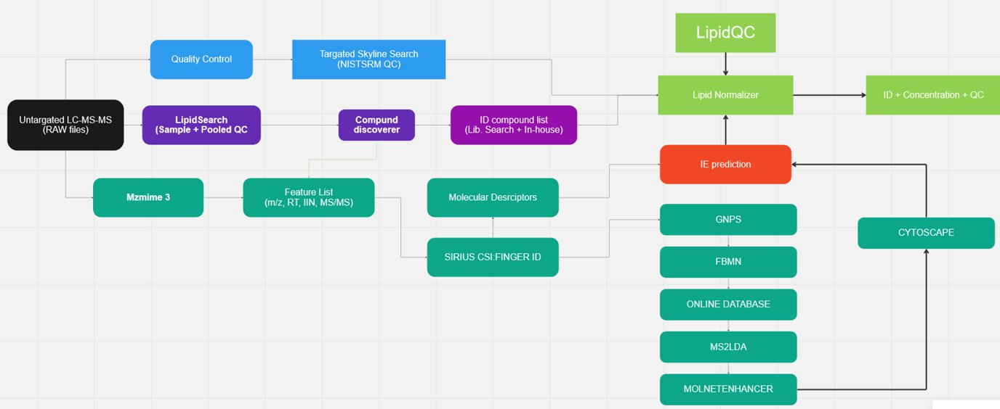 LipidQC
Quality Control
Targated Skyline Search
(NISTSRM QC)
Lipid Normalizer
ID + Concentration + QC
Untargated LC-MS-MS
(RAW files)
LipidSearch
(Sample + Pooled QC
Compund
discoverer
ID compound list
(Lib. Search + In-house)
IE prediction
Mzmime 3
Feature List
(m/z, RT, IIN, MS/MS)
Molecular Desrciptors
GNPS
CYTOSCAPE
SIRIUS CSI:FINGER ID
FBMN
ONLINE DATABASE
MS2LDA
MOLNETENHANCER